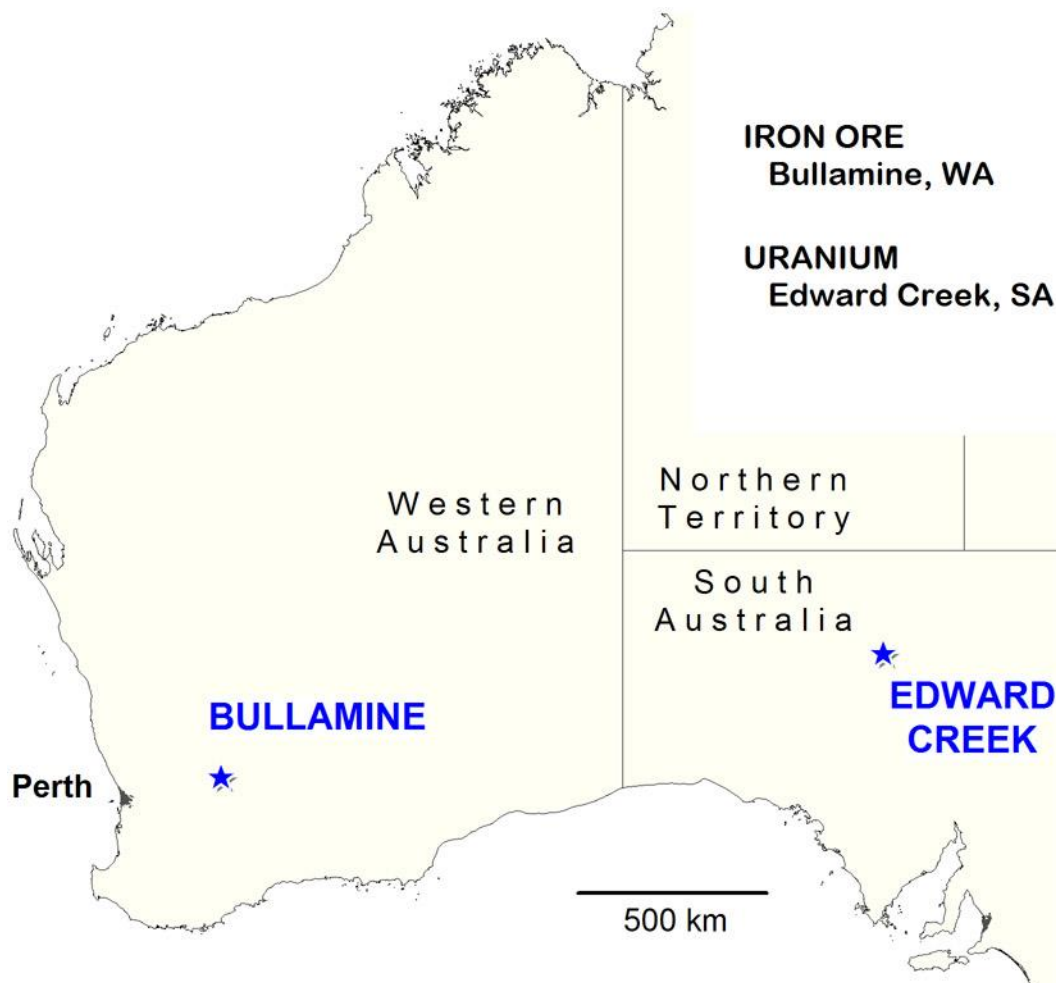 IRON ORE
Bullamine, WA
URANIUM
Edward Creek, SA
Northern
Territory
Western
Australia
South
Australia
EDWARD
CREEK
BULLAMINE
Perth
500 km